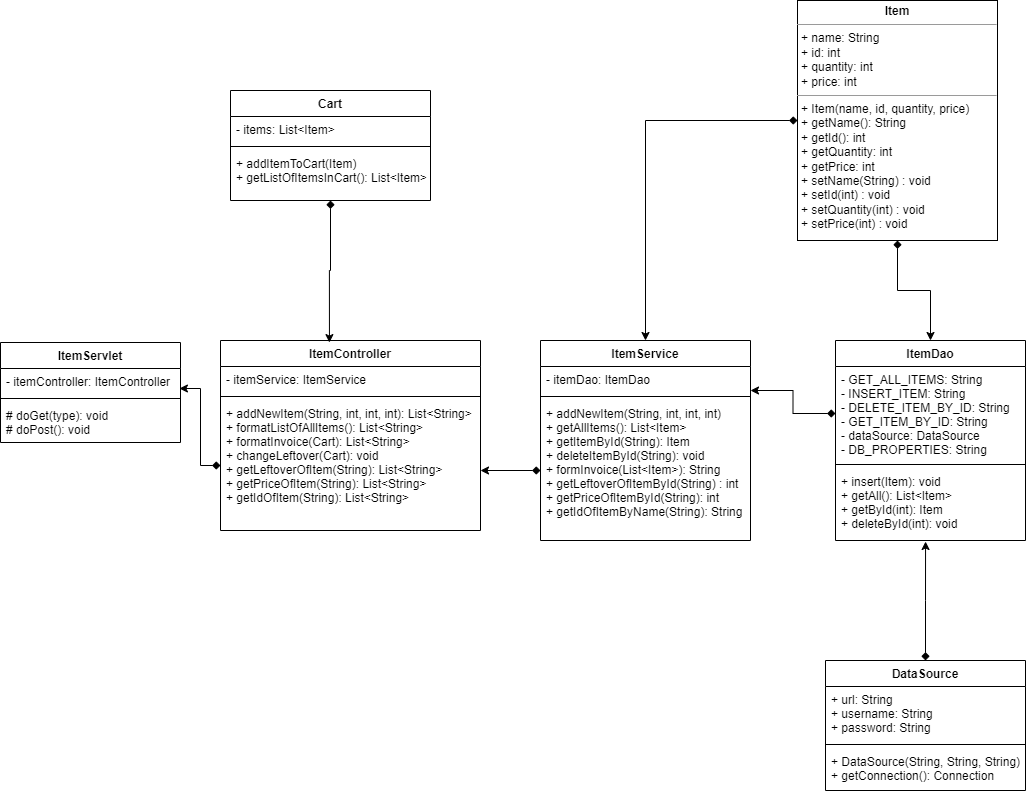 Item
+ name: String
+ id: int
+ quantity: int
+ price: int
+ Item(name, id, quantity, price)
+ getName(): String
+ getId(): int
+ getQuantity: int
+ getPrice: int
+ setName(String) : void
+ setId(int) : void
+ setQuantity(int) : void
+ setPrice(int) : void
Cart
- items: List<Item>
+ addItemToCart(Item)
+ getListOfItemsInCart(): List<Item>
ItemServlet
- itemController: ItemController
# doGet(type): void
# doPost(): void
ItemController
- itemService: ItemService
+ addNewItem(String, int, int, int): List<String>
+ formatListOfAllItems(): List<String>
+ formatInvoice(Cart): List<String>
+ changeLeftover(Cart): void
+ getLeftoverOfItem(String): List<String>
+ getPriceOfItem(String): List<String>
+ getIdOfItem(String): List<String>
ItemService
- itemDao: ItemDao
+ addNewItem(String, int, int, int)
+ getAllItems(): List<Item>
+ getItemById(String): Item
+ deleteItemById(String): void
+ formInvoice(List<Item>): String
+ getLeftoverOfItemById(String) : int
+ getPriceOfItemById(String): int
+ getIdOfItemByName(String): String
ItemDao
- GET_ALL_ITEMS: String
- INSERT_ITEM: String
- DELETE_ITEM_BY_ID: String
- GET_ITEM_BY_ID: String
- dataSource: DataSource
- DB_PROPERTIES: String
+ insert(Item): void
+ getAll(): List<Item>
+ getById(int): Item
+ deleteById(int): void
DataSource
+ url: String
+ username: String
+ password: String
+ DataSource(String, String, String)
+ getConnection(): Connection